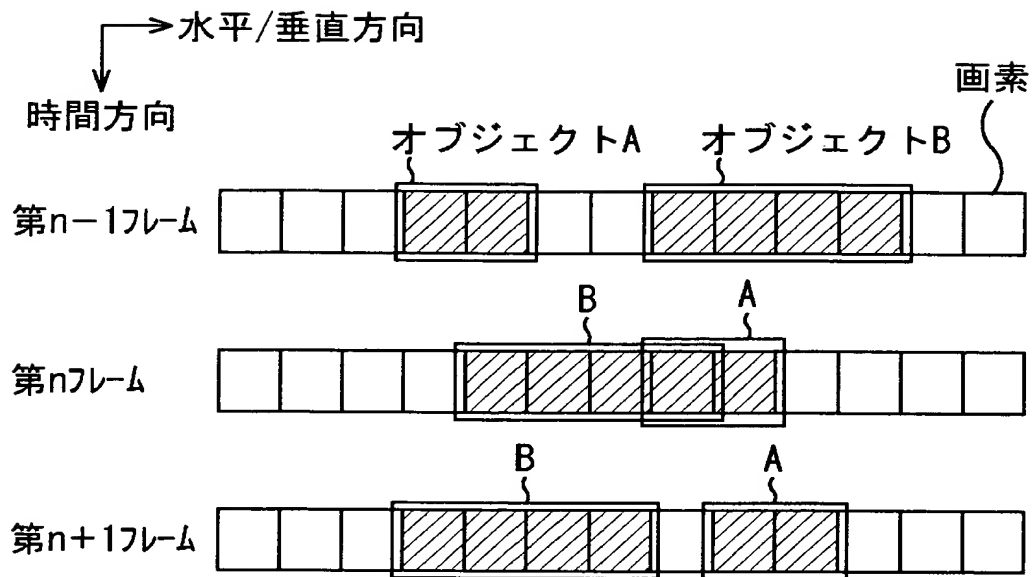 水平/垂直方向
時間方向
画素
オブジェクトA
オブジェクトB
第n−1フレーム
B
A
第nフレーム
B
A
第n+1フレーム